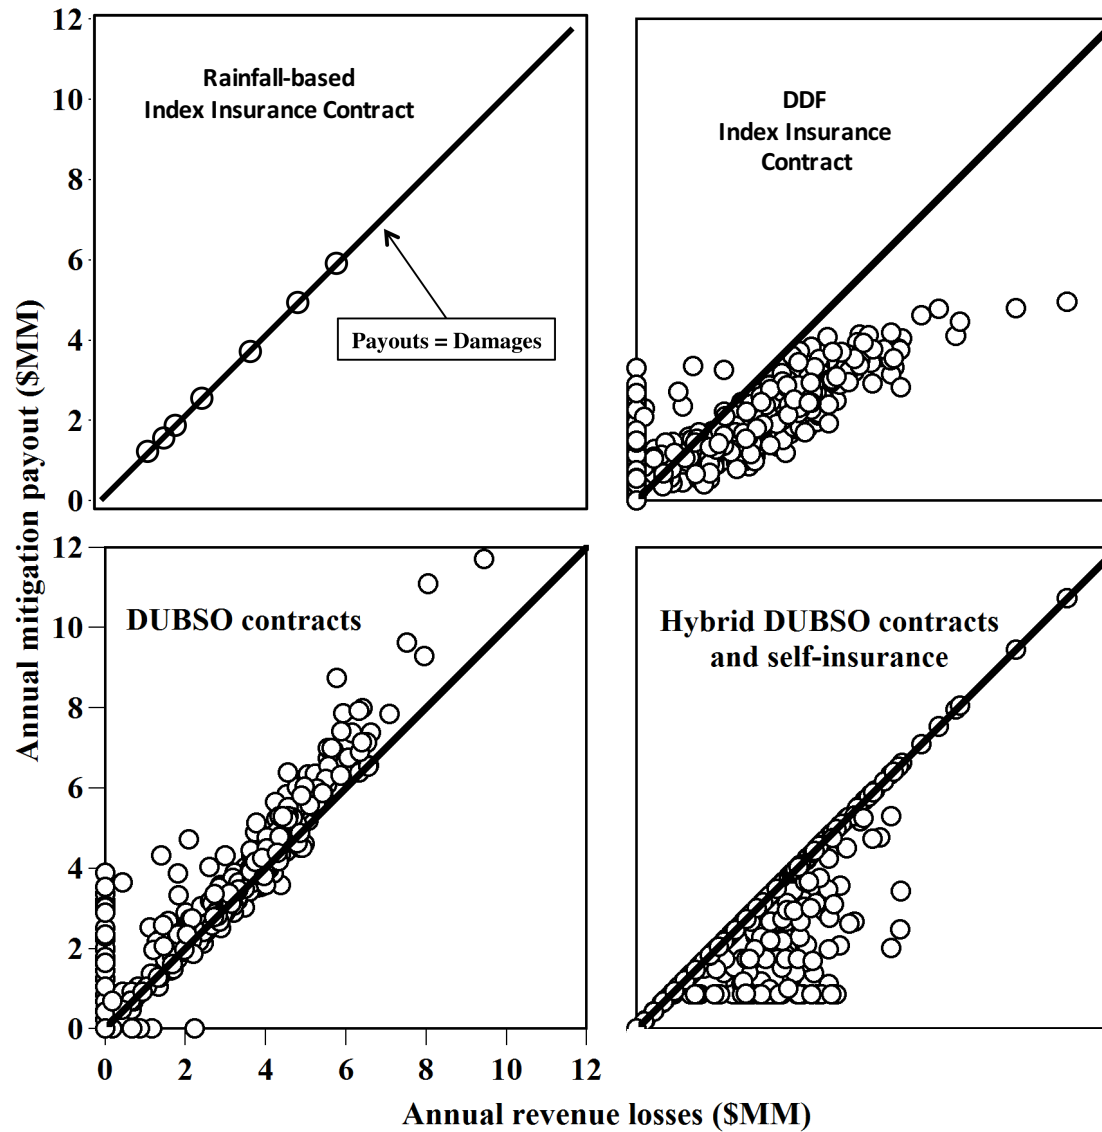 12
10
8
6
4
2
0
Rainfall-based
Index Insurance Contract
Payouts = Damages
DDF
Index Insurance
Contract
Annual mitigation payout ($MM)
12
10
8
6
4
2
0
DUBSO contracts
Hybrid DUBSO contracts
and self-insurance
0 2 4 6 8 10 12
Annual revenue losses ($MM)